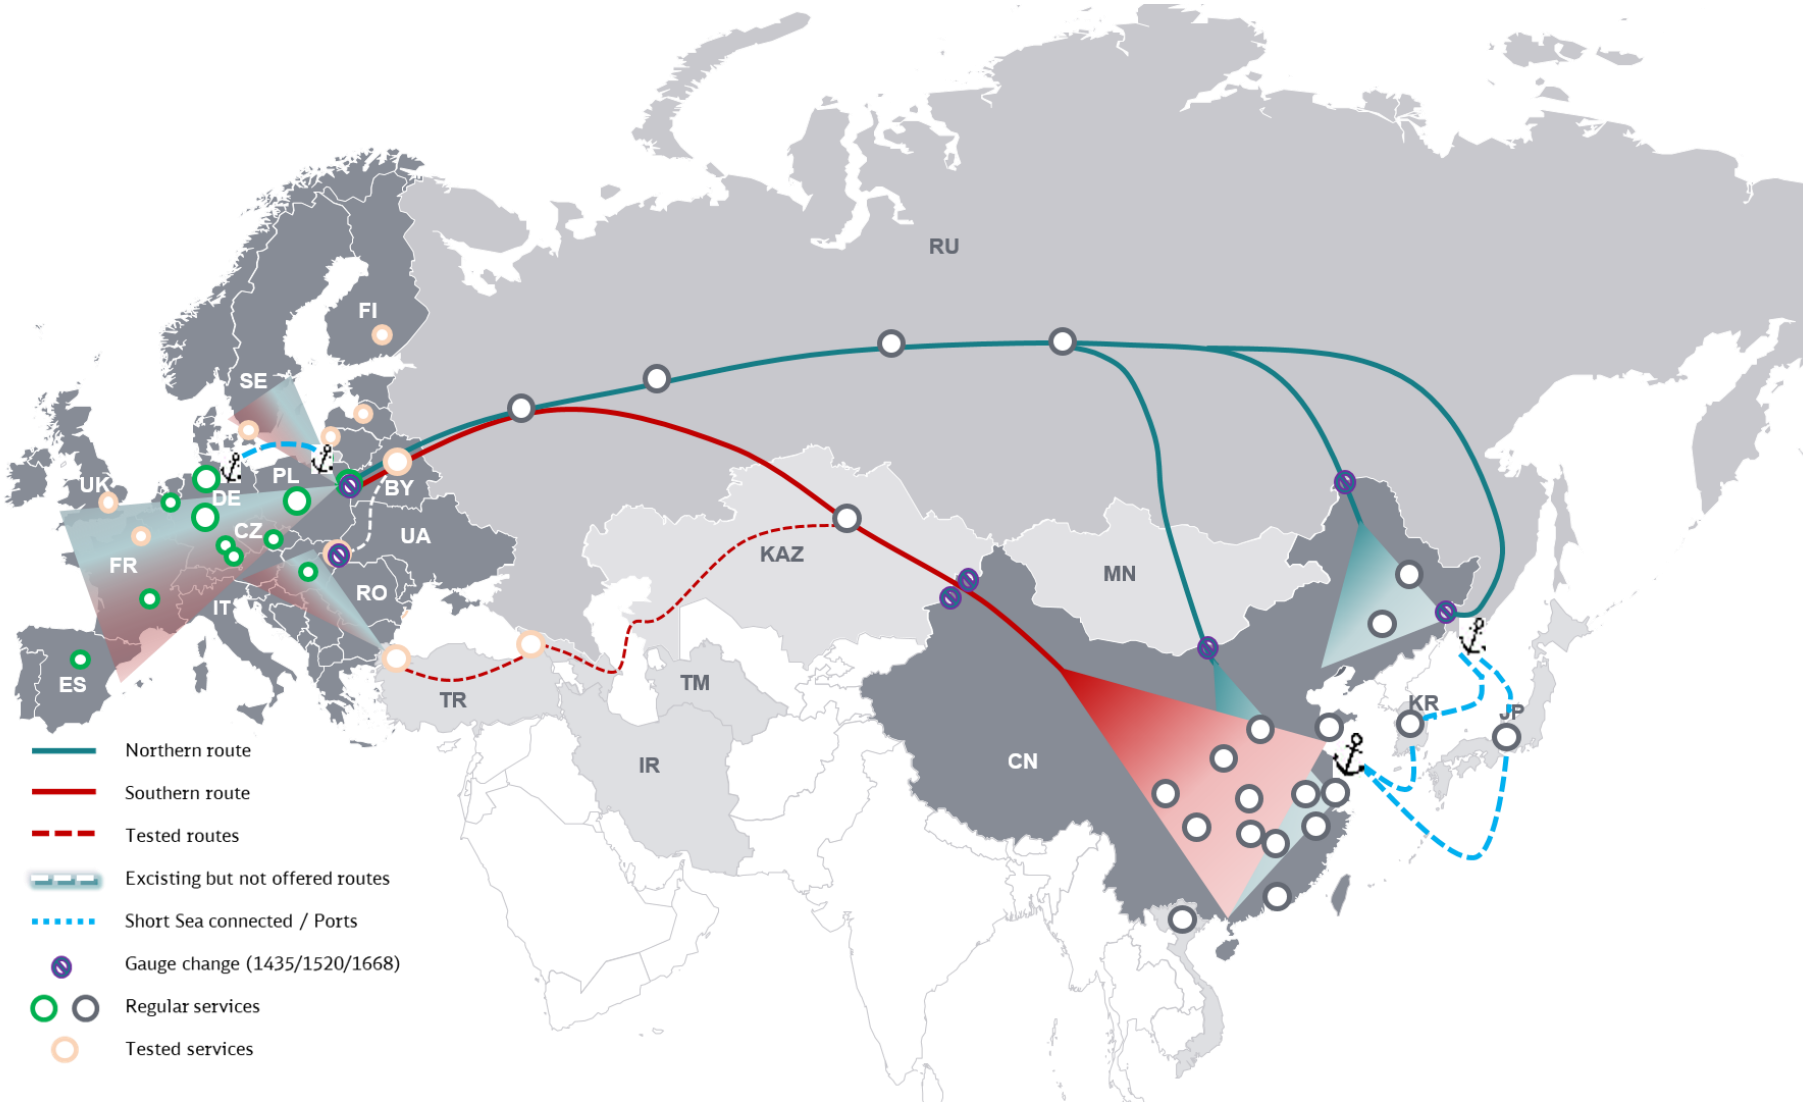 RU
FI
SE
UK
PL
DE
BY
CZ
UA
FR
KAZ
MN
RO
IT
ES
TR
TM
KR
JP
IR
CN
Northern route
Southern route
Tested routes
Excisting but not offered routes
Short Sea connected / Ports
Gauge change (1435/1520/1668)
Regular services
Tested services